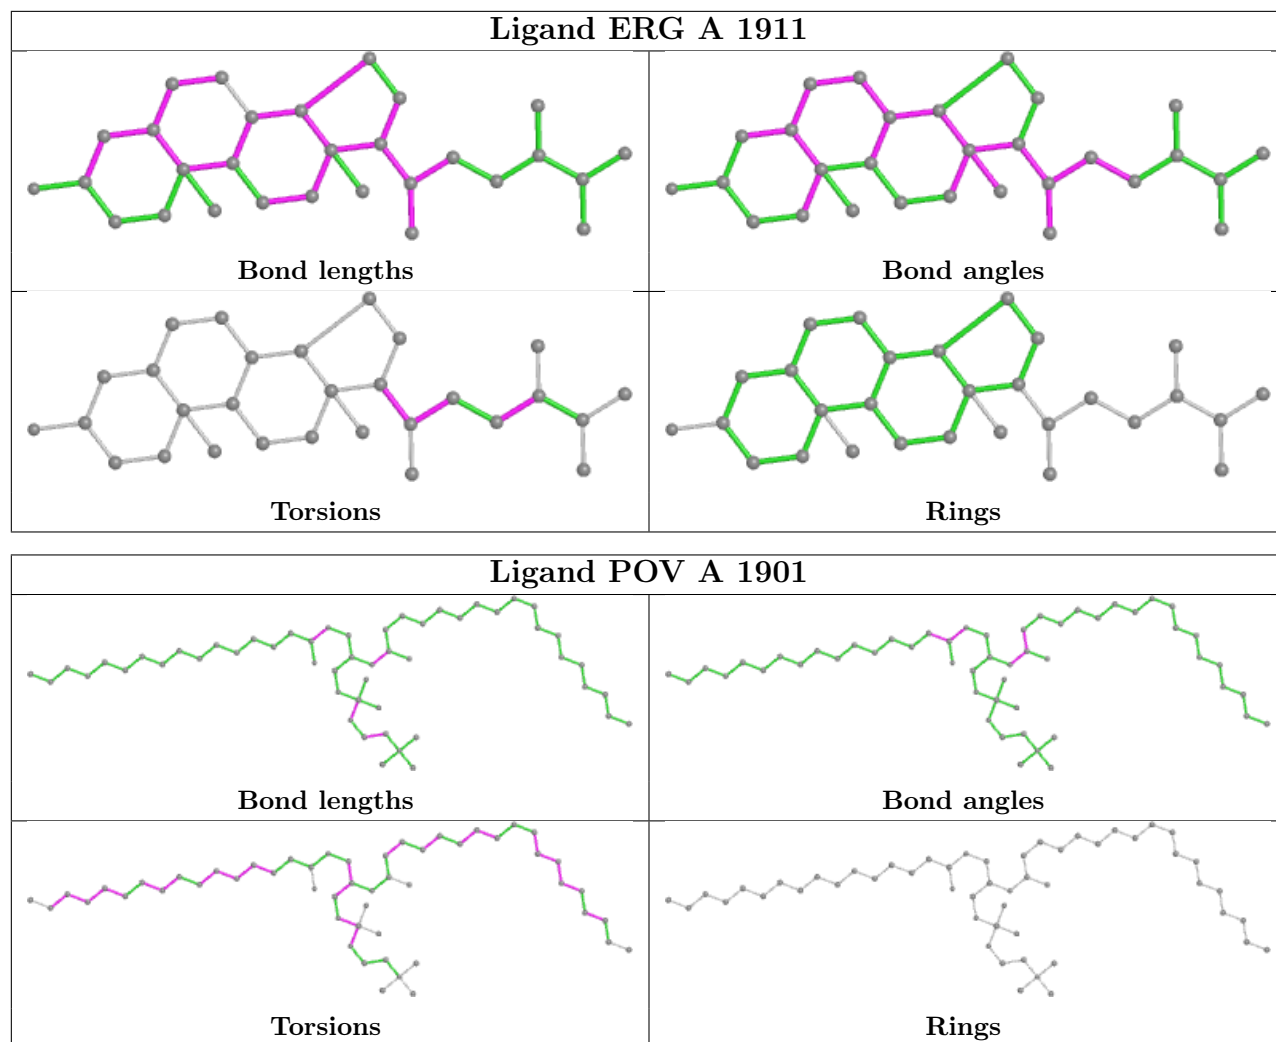 Ligand ERG A 1911
Bond lengths
Bond angles
Torsions
Rings
Ligand POV A 1901
Bond lengths
Bond angles
Torsions
Rings